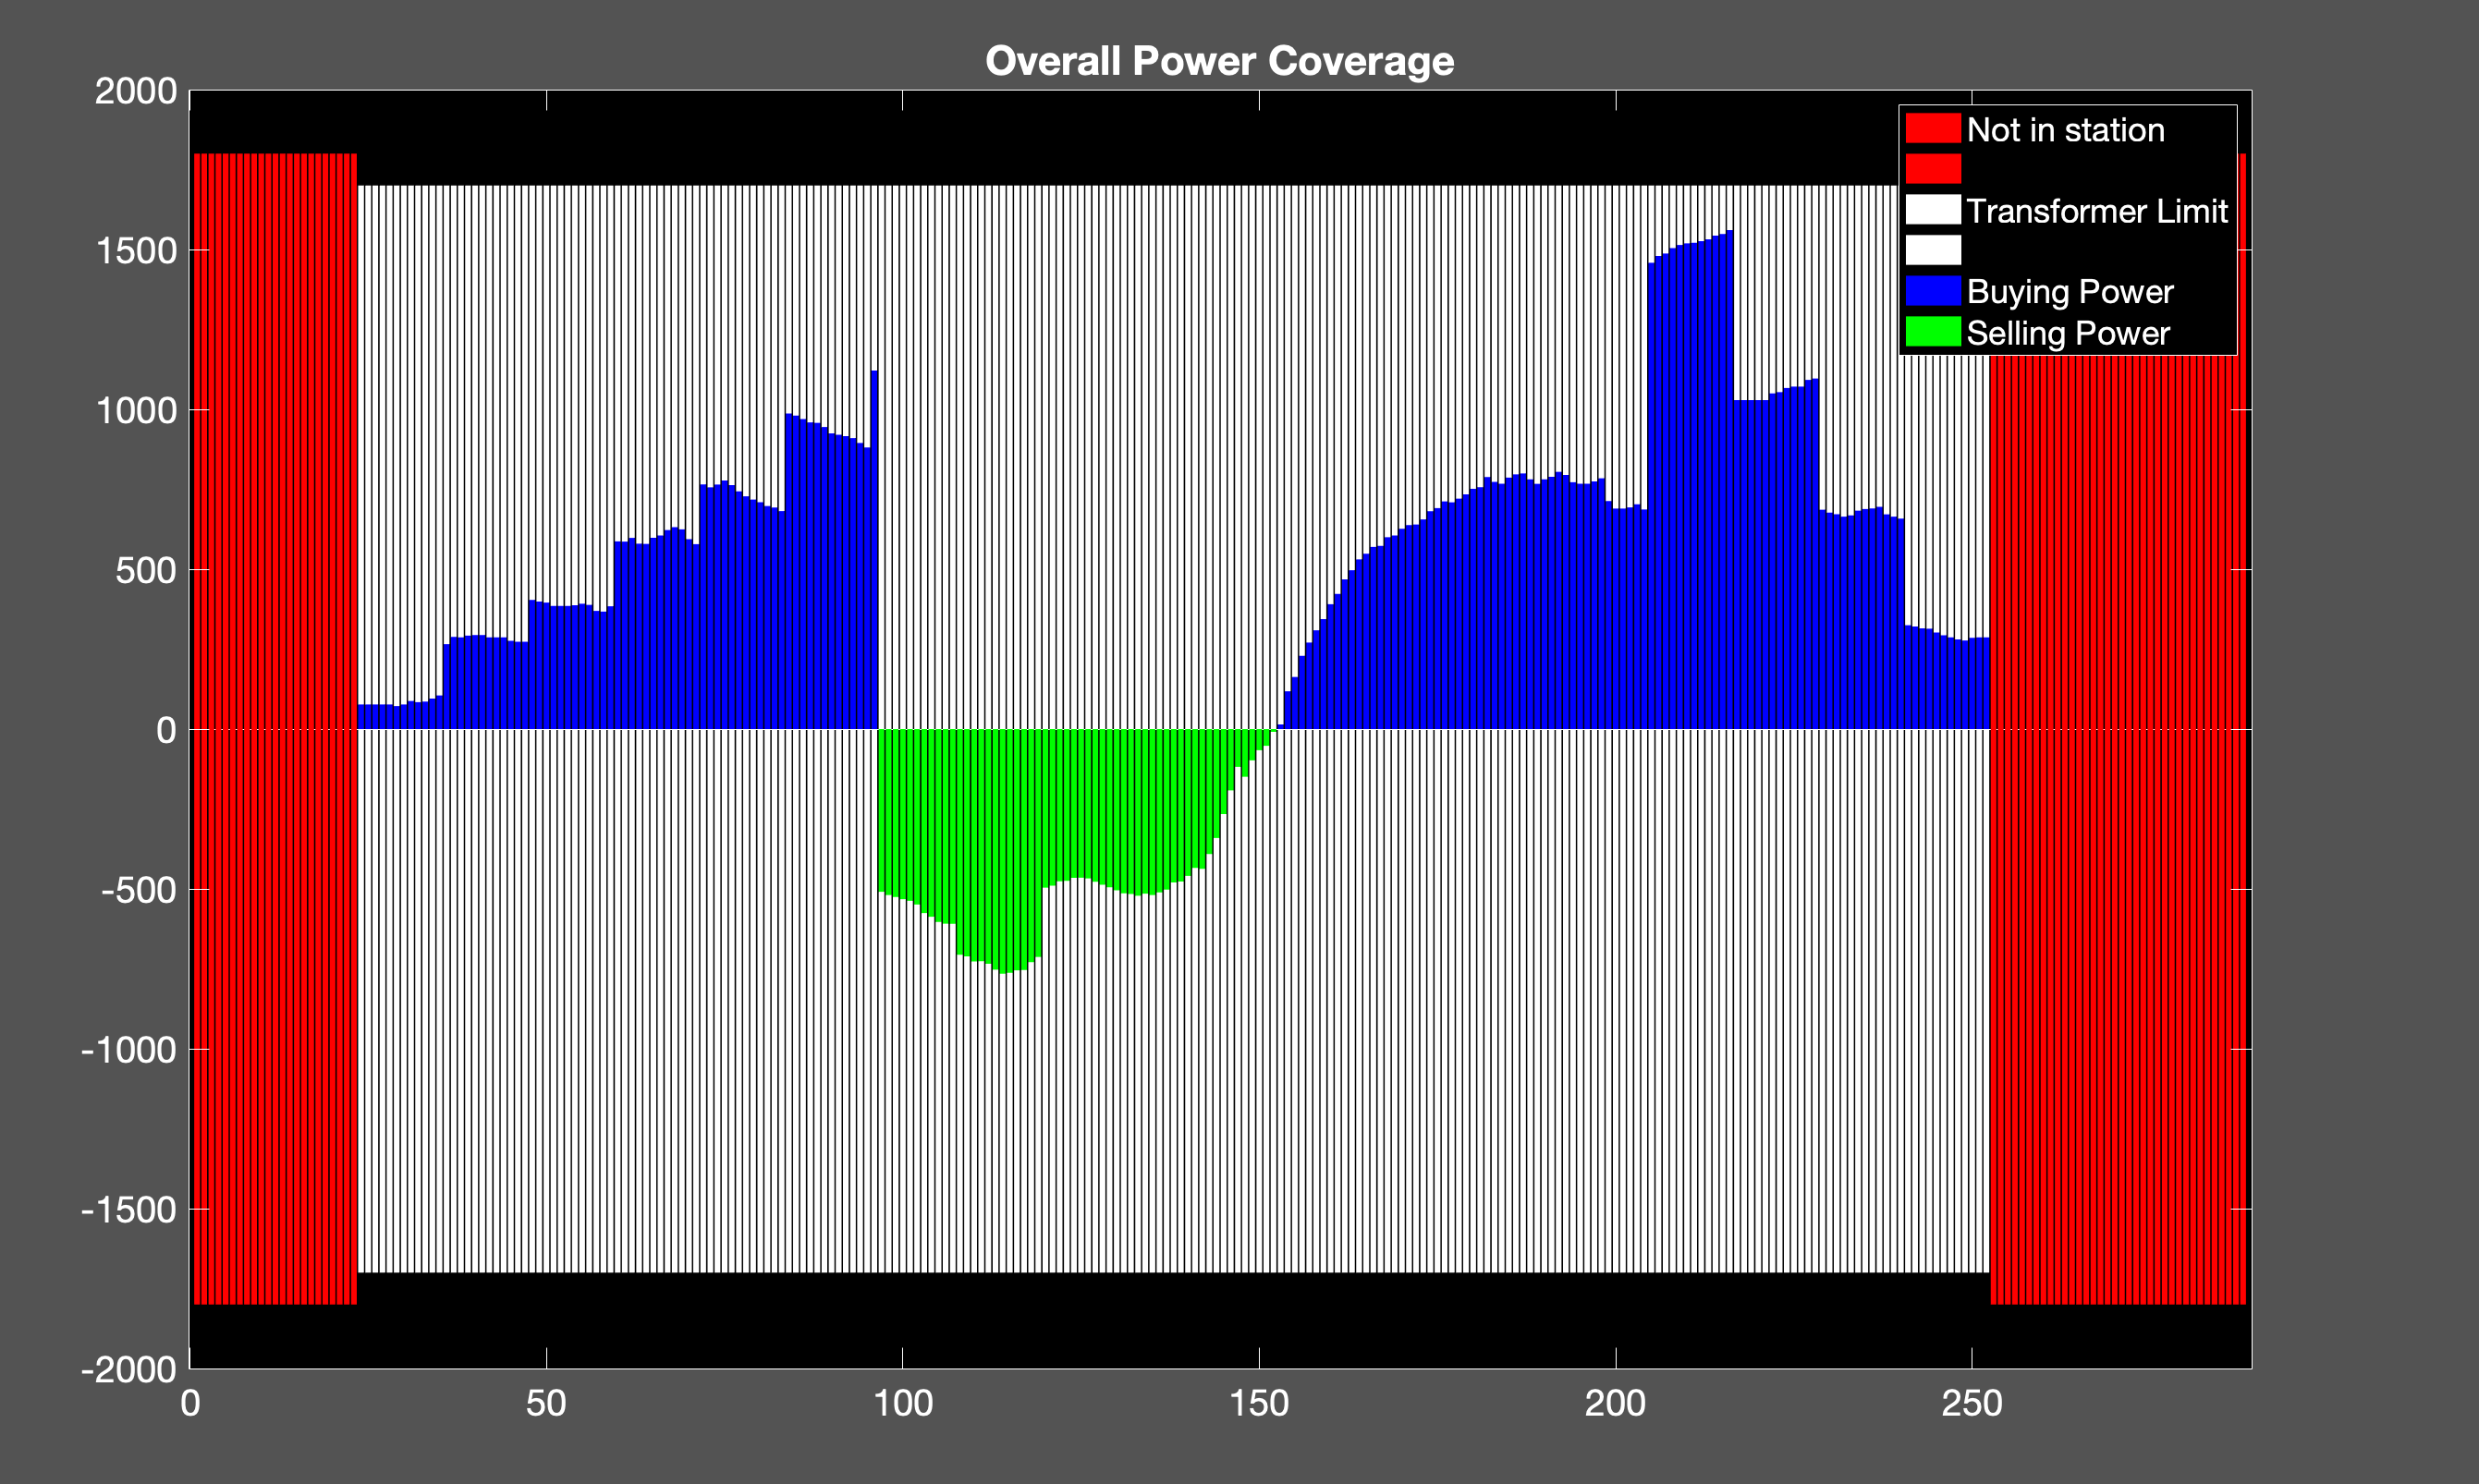 Overall Power Coverage
2000
1500
1000
500
0
-500
-1000
-1500
-2000
0 50 100 150 200 250
Not in station
Transformer Limit
Buying Power
Selling Power